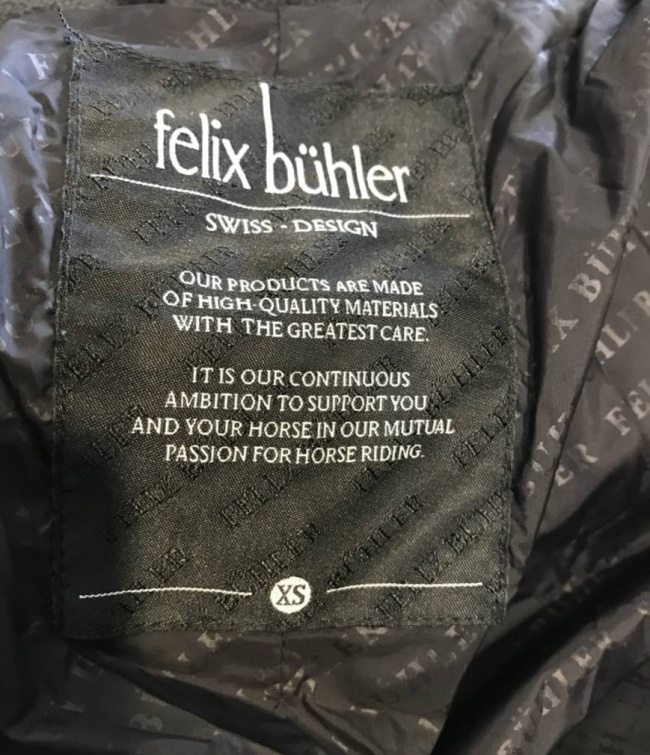 felix bühler
SWISS - DESIGN
OUR PRODUCTS ARE MADE
OF HIGH-QUALITY MATERIALS
WITH THE GREATEST CARE.
IT IS OUR CONTINUOUS
AMBITION TO SUPPORT YOU
AND YOUR HORSE IN OUR MUTUAL
PASSION FOR HORSE RIDING.
XS